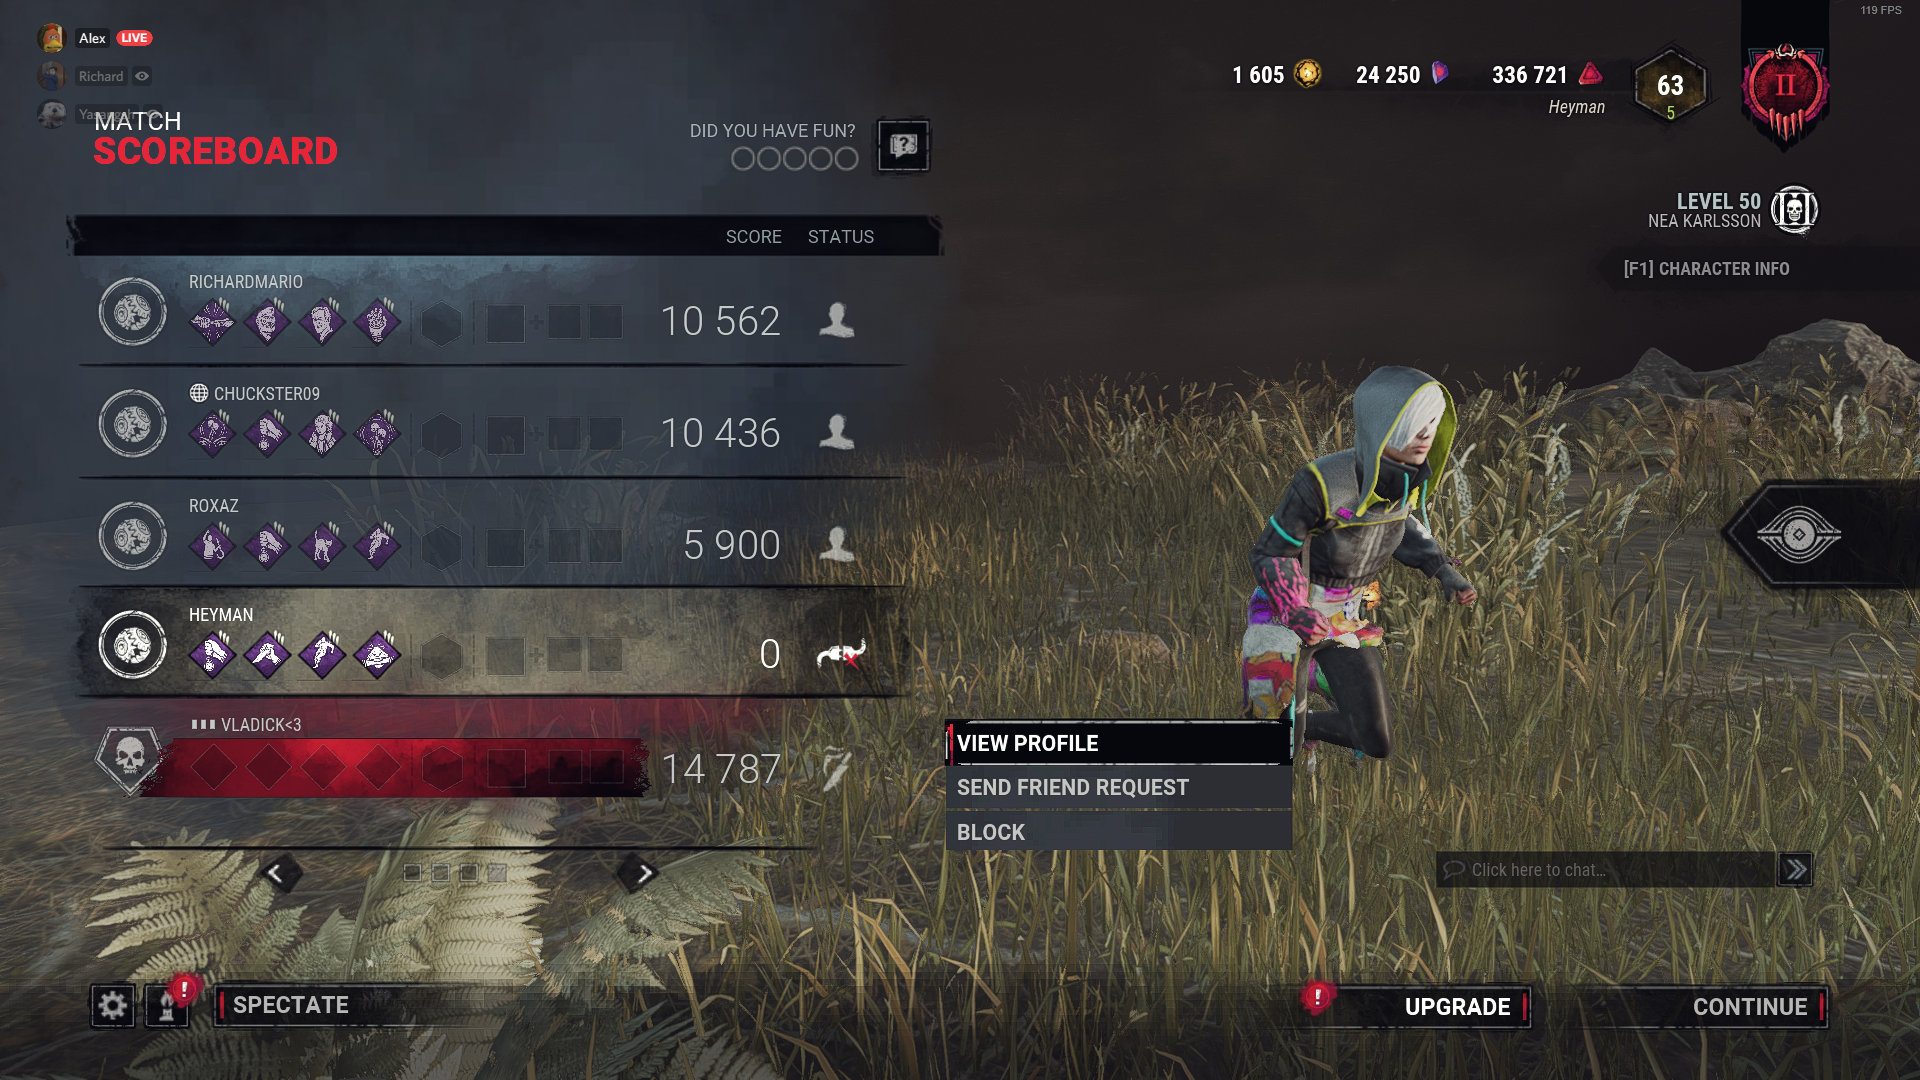 119 FPS
Alex LIVE
Richard
MATCH
SCOREBOARD
DID YOU HAVE FUN?
1 605
24 250
336 721
Heyman
63
5
II
LEVEL 50
NEA KARLSSON
III
[F1] CHARACTER INFO
SCORE STATUS
RICHARDMARIO
10 562
CHUCKSTER09
10 436
ROXAZ
5 900
HEYMAN
0
VLADICK<3
14 787
VIEW PROFILE
SEND FRIEND REQUEST
BLOCK
Click here to chat...
SPECTATE
UPGRADE
CONTINUE